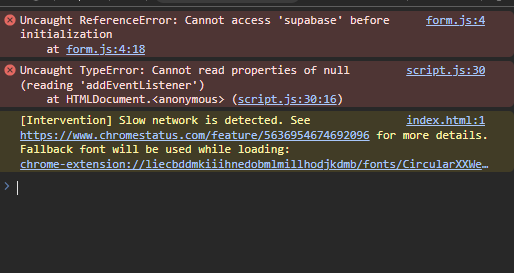 Uncaught ReferenceError: Cannot access 'supabase' before form.js:4
initialization
at form.js:4:18
Uncaught TypeError: Cannot read properties of null script.js:30
(reading 'addEventListener')
at HTMLDocument.<anonymous> (script.js:30:16)
[Intervention] Slow network is detected. See index.html:1
https://www.chromestatus.com/feature/5636954674692096 for more details.
Fallback font will be used while loading:
chrome-extension://liecbddmkiiihnedobmlmillhodjkdmb/fonts/CircularXXWe…